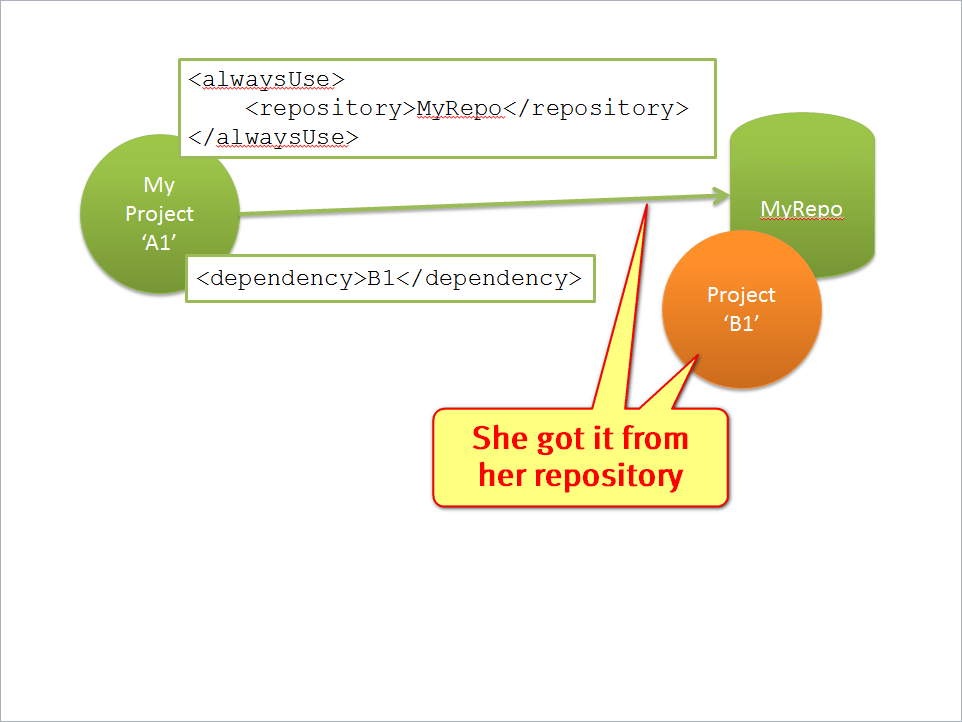 <alwaysUse>
<repository>MyRepo</repository>
</alwaysUse>
My
Project
‘A1’
MyRepo
<dependency>B1</dependency>
Project
‘B1’
She got it from
her repository